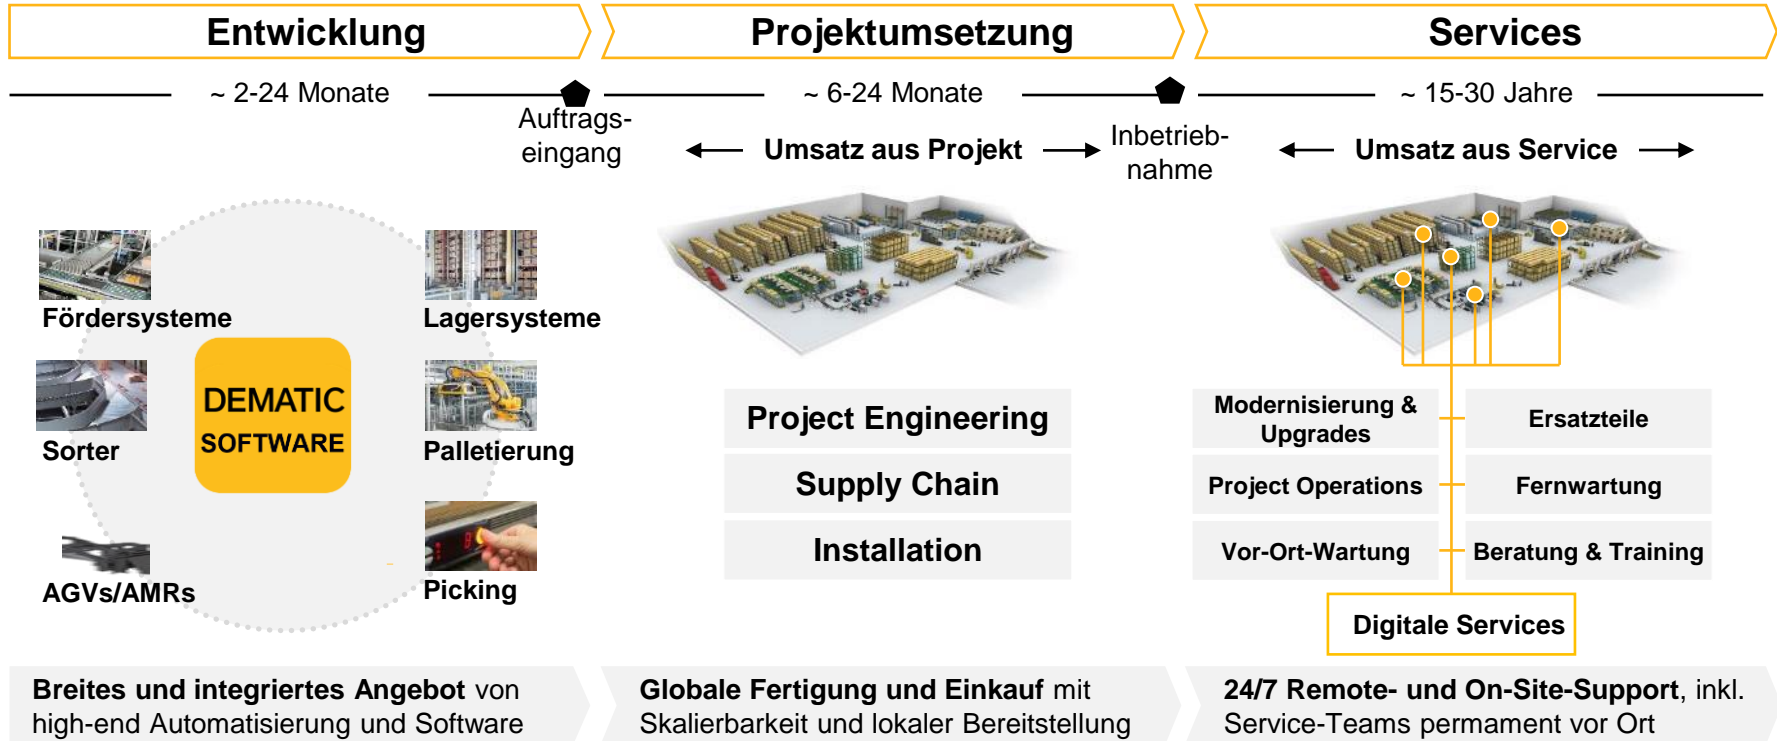 Entwicklung
Projektumsetzung
Services
~ 2-24 Monate
~ 6-24 Monate
~ 15-30 Jahre
Auftrags-
eingang
Umsatz aus Projekt
Inbetrieb-
nahme
Umsatz aus Service
Fördersysteme
Lagersysteme
DEMATIC
SOFTWARE
Sorter
Palletierung
AGVs/AMRs
Picking
Project Engineering
Supply Chain
Installation
Modernisierung &
Upgrades
Ersatzteile
Project Operations
Fernwartung
Vor-Ort-Wartung
Beratung & Training
Digitale Services
Breites und integriertes Angebot von
high-end Automatisierung und Software
Globale Fertigung und Einkauf mit
Skalierbarkeit und lokaler Bereitstellung
24/7 Remote- und On-Site-Support, inkl.
Service-Teams permament vor Ort